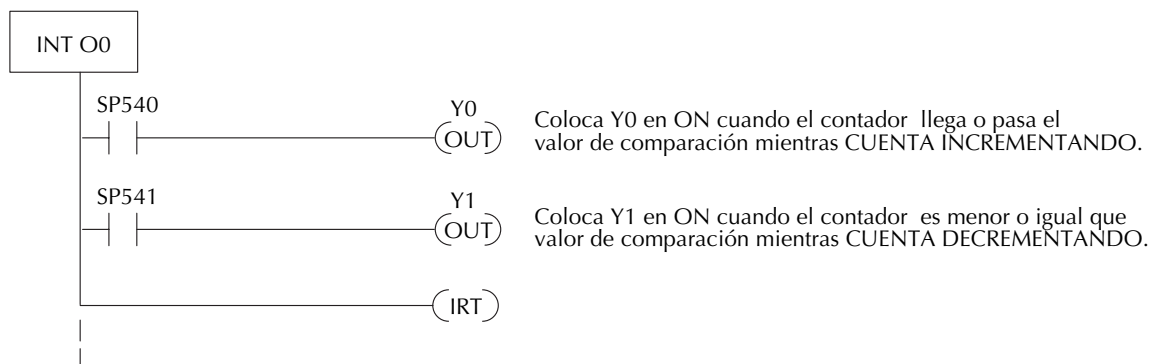 INT O0
SP540
Y0
OUT
Coloca Y0 en ON cuando el contador llega o pasa el
valor de comparación mientras CUENTA INCREMENTANDO.
SP541
Y1
OUT
Coloca Y1 en ON cuando el contador es menor o igual que
valor de comparación mientras CUENTA DECREMENTANDO.
IRT